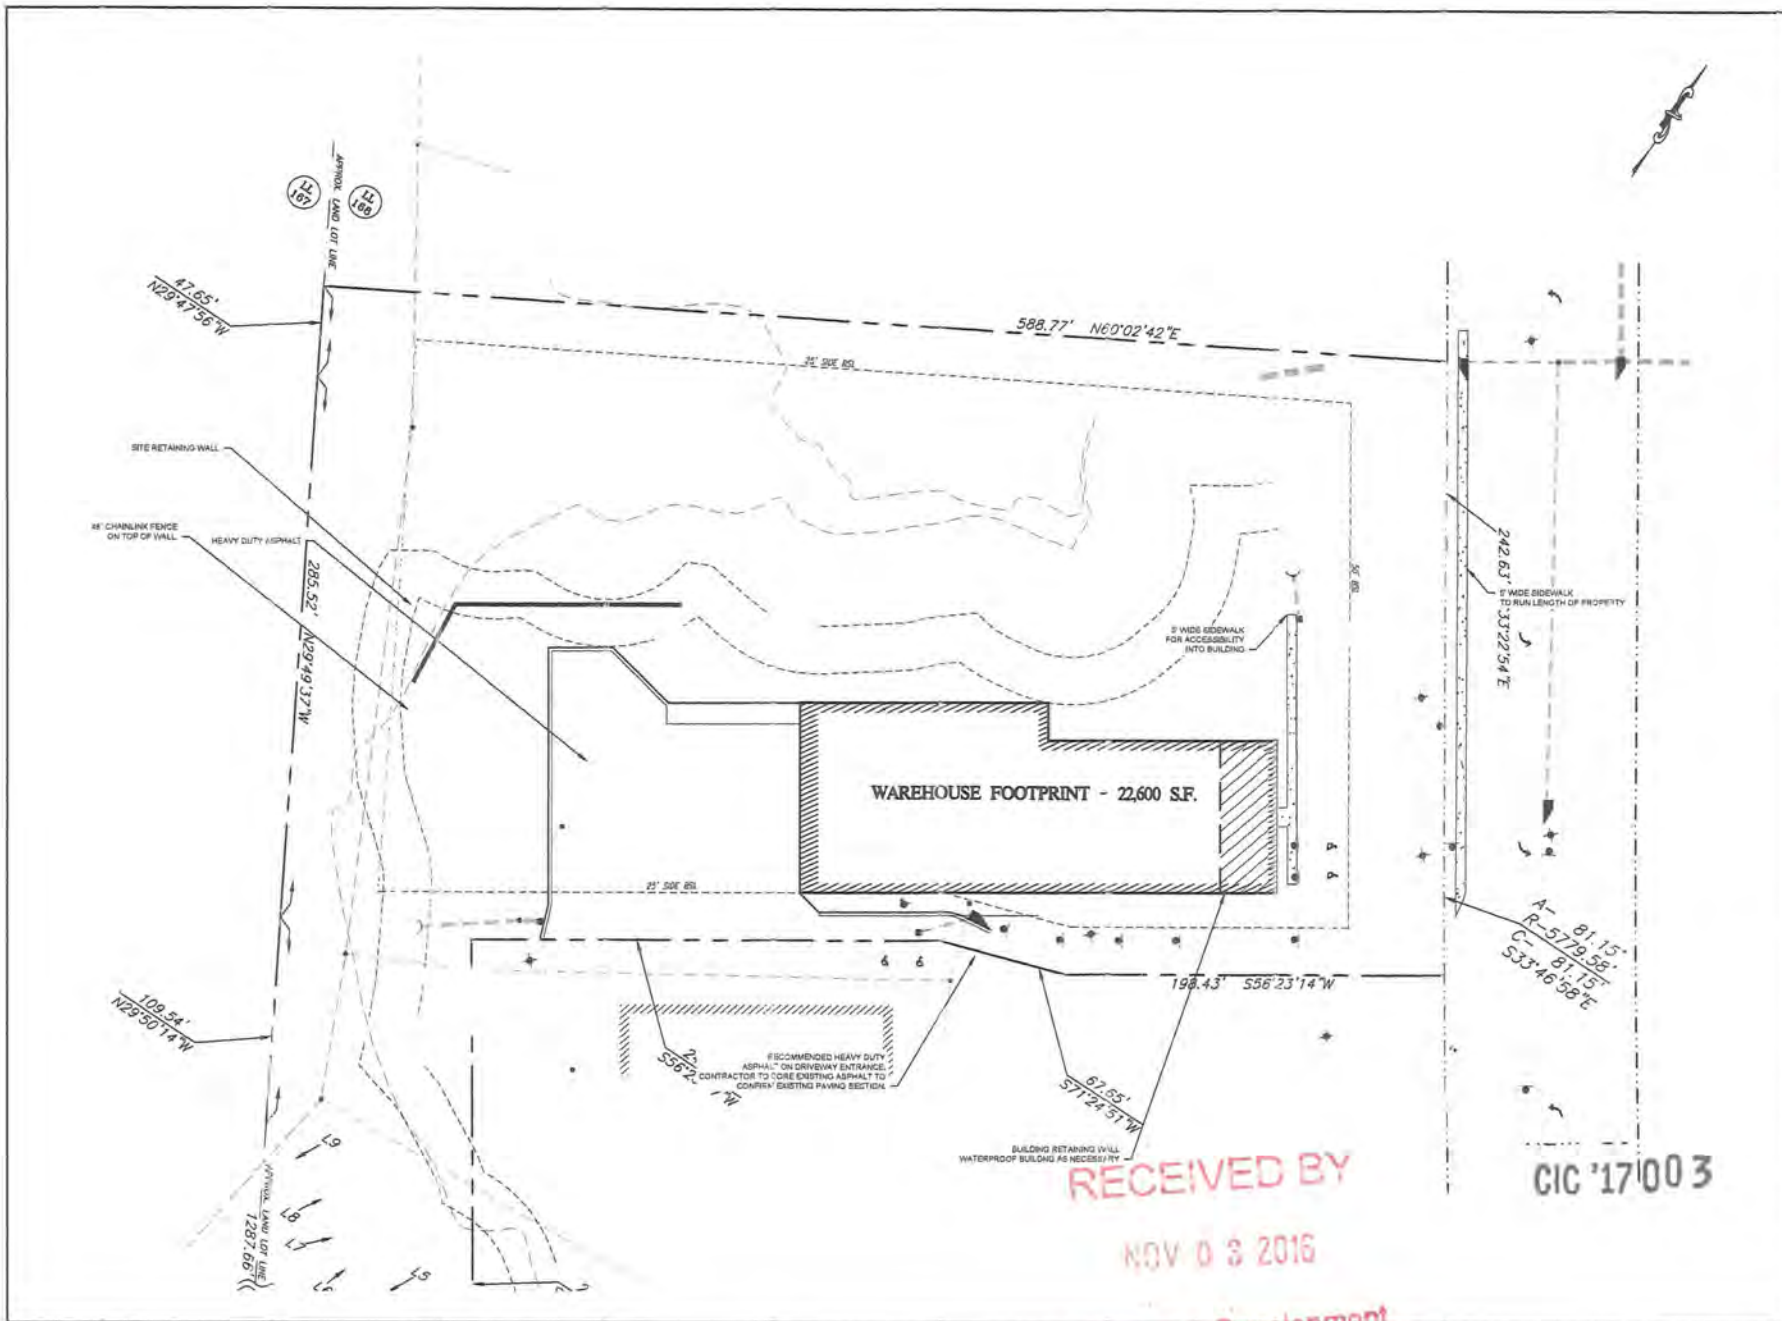 LL
167
APPROX. LAND LOT LINE
LL
168
47.65'
N29°47'56"W
588.77' N60°02'42"E
25' SIDE BSL
SITE RETAINING WALL
CHAINLINK FENCE
ON TOP OF WALL
HEAVY DUTY ASPHALT
285.52' N29°49'37"W
50' BSL
242.63' S33°22'54"E
5' WIDE SIDEWALK
TO RUN LENGTH OF PROPERTY
5' WIDE SIDEWALK
FOR ACCESSIBILITY
INTO BUILDING
WAREHOUSE FOOTPRINT - 22,600 S.F.
25' SIDE BSL
A- 81.15'
R-5779.58'
C- 81.15'
S33°46'58"E
198.43' S56°23'14"W
109.54'
N29°50'14"W
RECOMMENDED HEAVY DUTY
ASPHALT ON DRIVEWAY ENTRANCE.
CONTRACTOR TO CORE EXISTING ASPHALT TO
CONFIRM EXISTING PAVING SECTION.
67.65'
S71°24'51"W
BUILDING RETAINING WALL
WATERPROOF BUILDING AS NECESSARY
L9
L8
L7
L6
L5
APPROX. LAND LOT LINE
1287.66'
RECEIVED BY
NOV 03 2016
CIC '17003